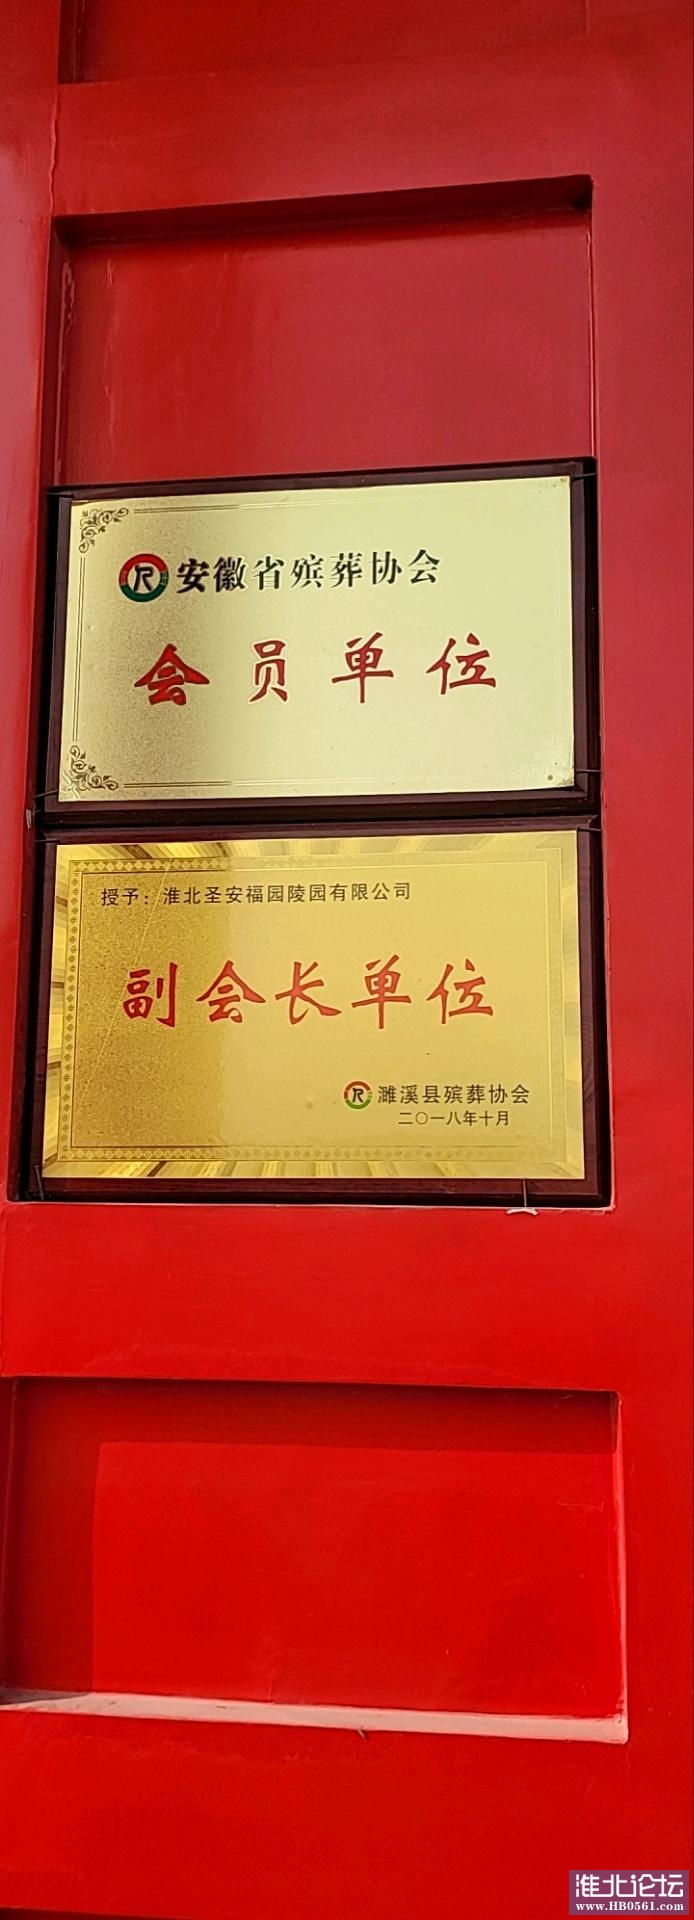 安徽省殡葬协会
会员单位
授予：淮北圣安福园陵园有限公司
副会长单位
濉溪县殡葬协会
二〇一八年十月
淮北论坛
www.HB0561.com